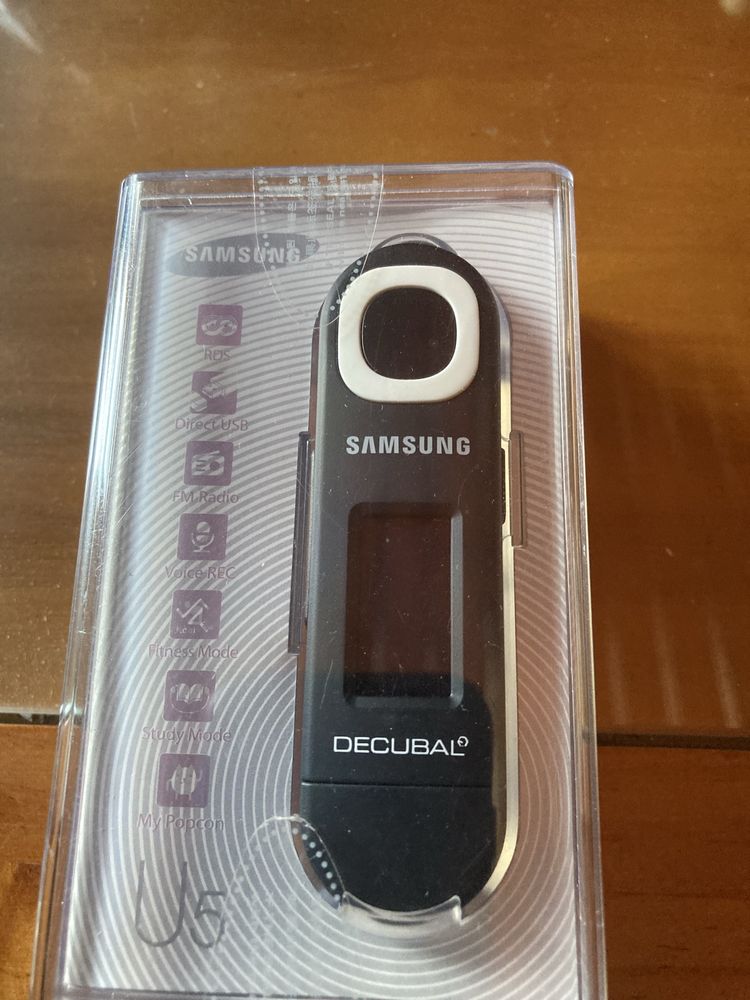 SAMSUNG
RDS
Direct USB
FM Radio
Voice REC
Fitness Mode
Study Mode
My Popcon
U5
SAMSUNG
DECUBAL